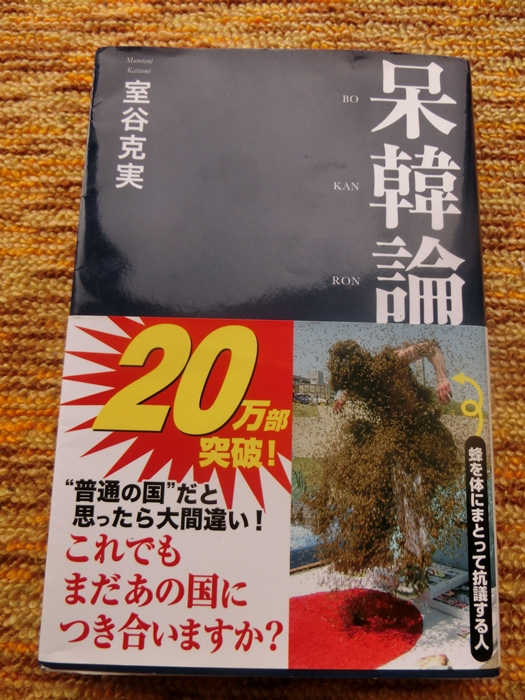 呆韓論
BO
KAN
RON
Murotani
Katsumi
室谷克実
20万部
突破!
“普通の国”だと
思ったら大間違い!
これでも
まだあの国に
つき合いますか?
蜂を体にまとって抗議する人